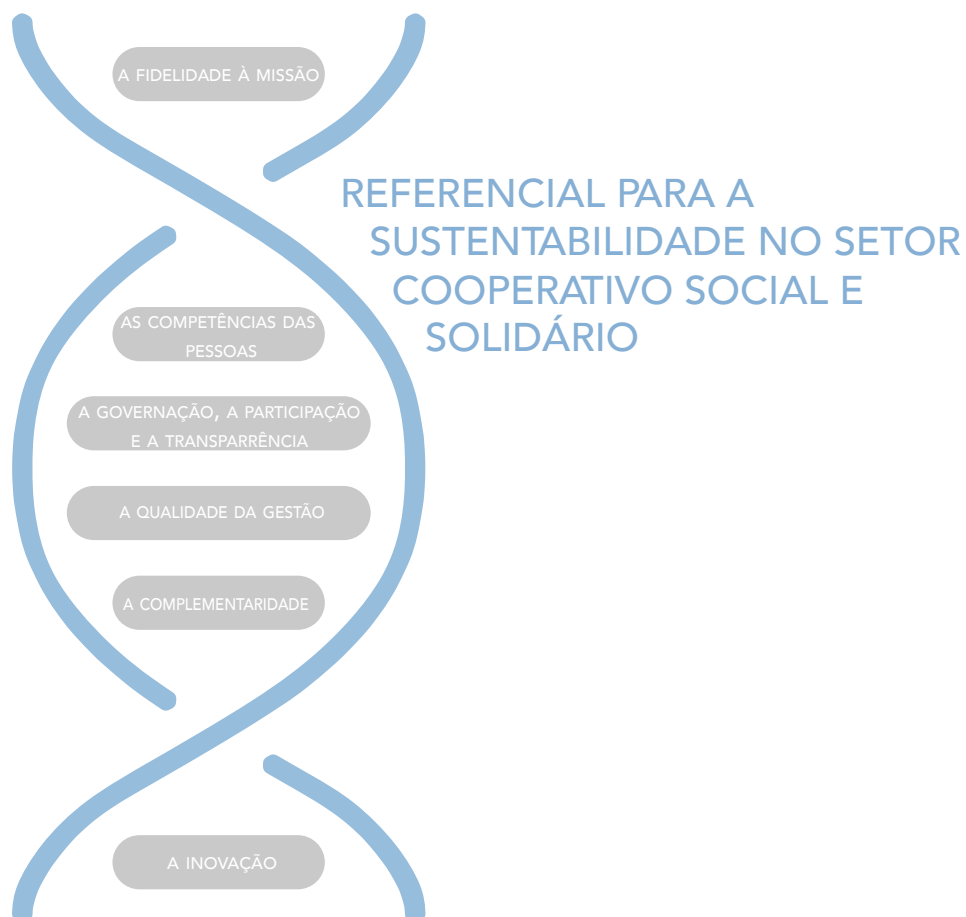 A FIDELIDADE À MISSÃO
REFERENCIAL PARA A
SUSTENTABILIDADE NO SETOR
COOPERATIVO SOCIAL E
SOLIDÁRIO
AS COMPETÊNCIAS DAS
PESSOAS
A GOVERNAÇÃO, A PARTICIPAÇÃO
E A TRANSPARRÊNCIA
A QUALIDADE DA GESTÃO
A COMPLEMENTARIDADE
A INOVAÇÃO